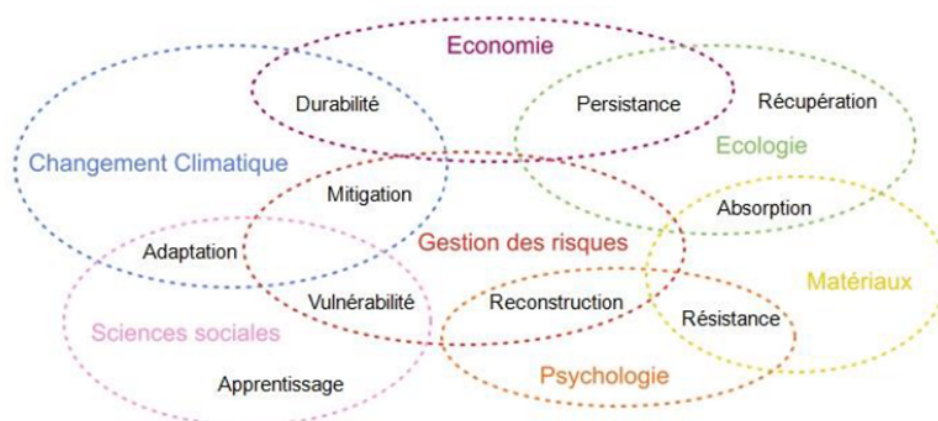 Economie
Durabilité
Persistance
Récupération
Ecologie
Changement Climatique
Mitigation
Absorption
Adaptation
Gestion des risques
Matériaux
Vulnérabilité
Reconstruction
Résistance
Sciences sociales
Psychologie
Apprentissage